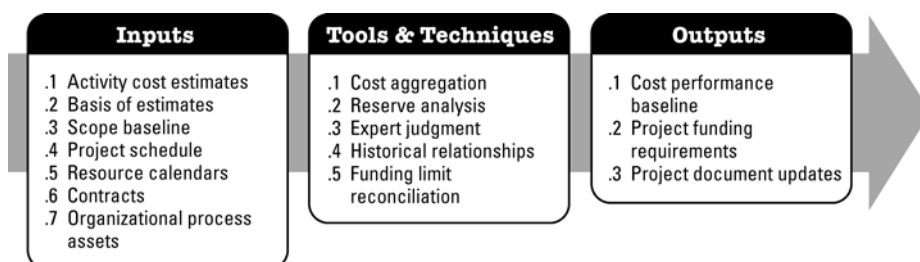 Inputs
.1 Activity cost estimates
.2 Basis of estimates
.3 Scope baseline
.4 Project schedule
.5 Resource calendars
.6 Contracts
.7 Organizational process
assets
Tools & Techniques
.1 Cost aggregation
.2 Reserve analysis
.3 Expert judgment
.4 Historical relationships
.5 Funding limit
reconciliation
Outputs
.1 Cost performance
baseline
.2 Project funding
requirements
.3 Project document updates